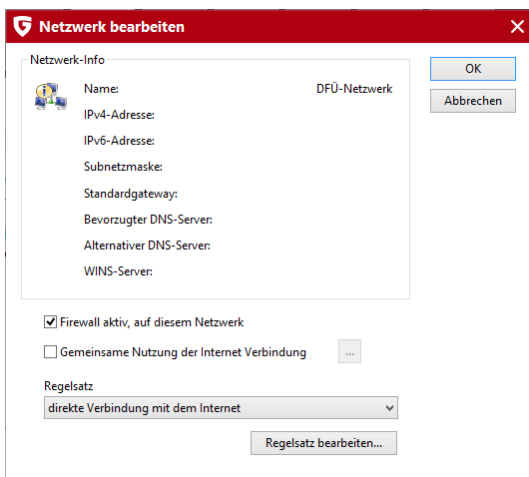 Netzwerk bearbeiten
Netzwerk-Info
OK
Abbrechen
Name: DFÜ-Netzwerk
IPv4-Adresse:
IPv6-Adresse:
Subnetzmaske:
Standardgateway:
Bevorzugter DNS-Server:
Alternativer DNS-Server:
WINS-Server:
Firewall aktiv, auf diesem Netzwerk
Gemeinsame Nutzung der Internet Verbindung ...
Regelsatz
direkte Verbindung mit dem Internet
Regelsatz bearbeiten...